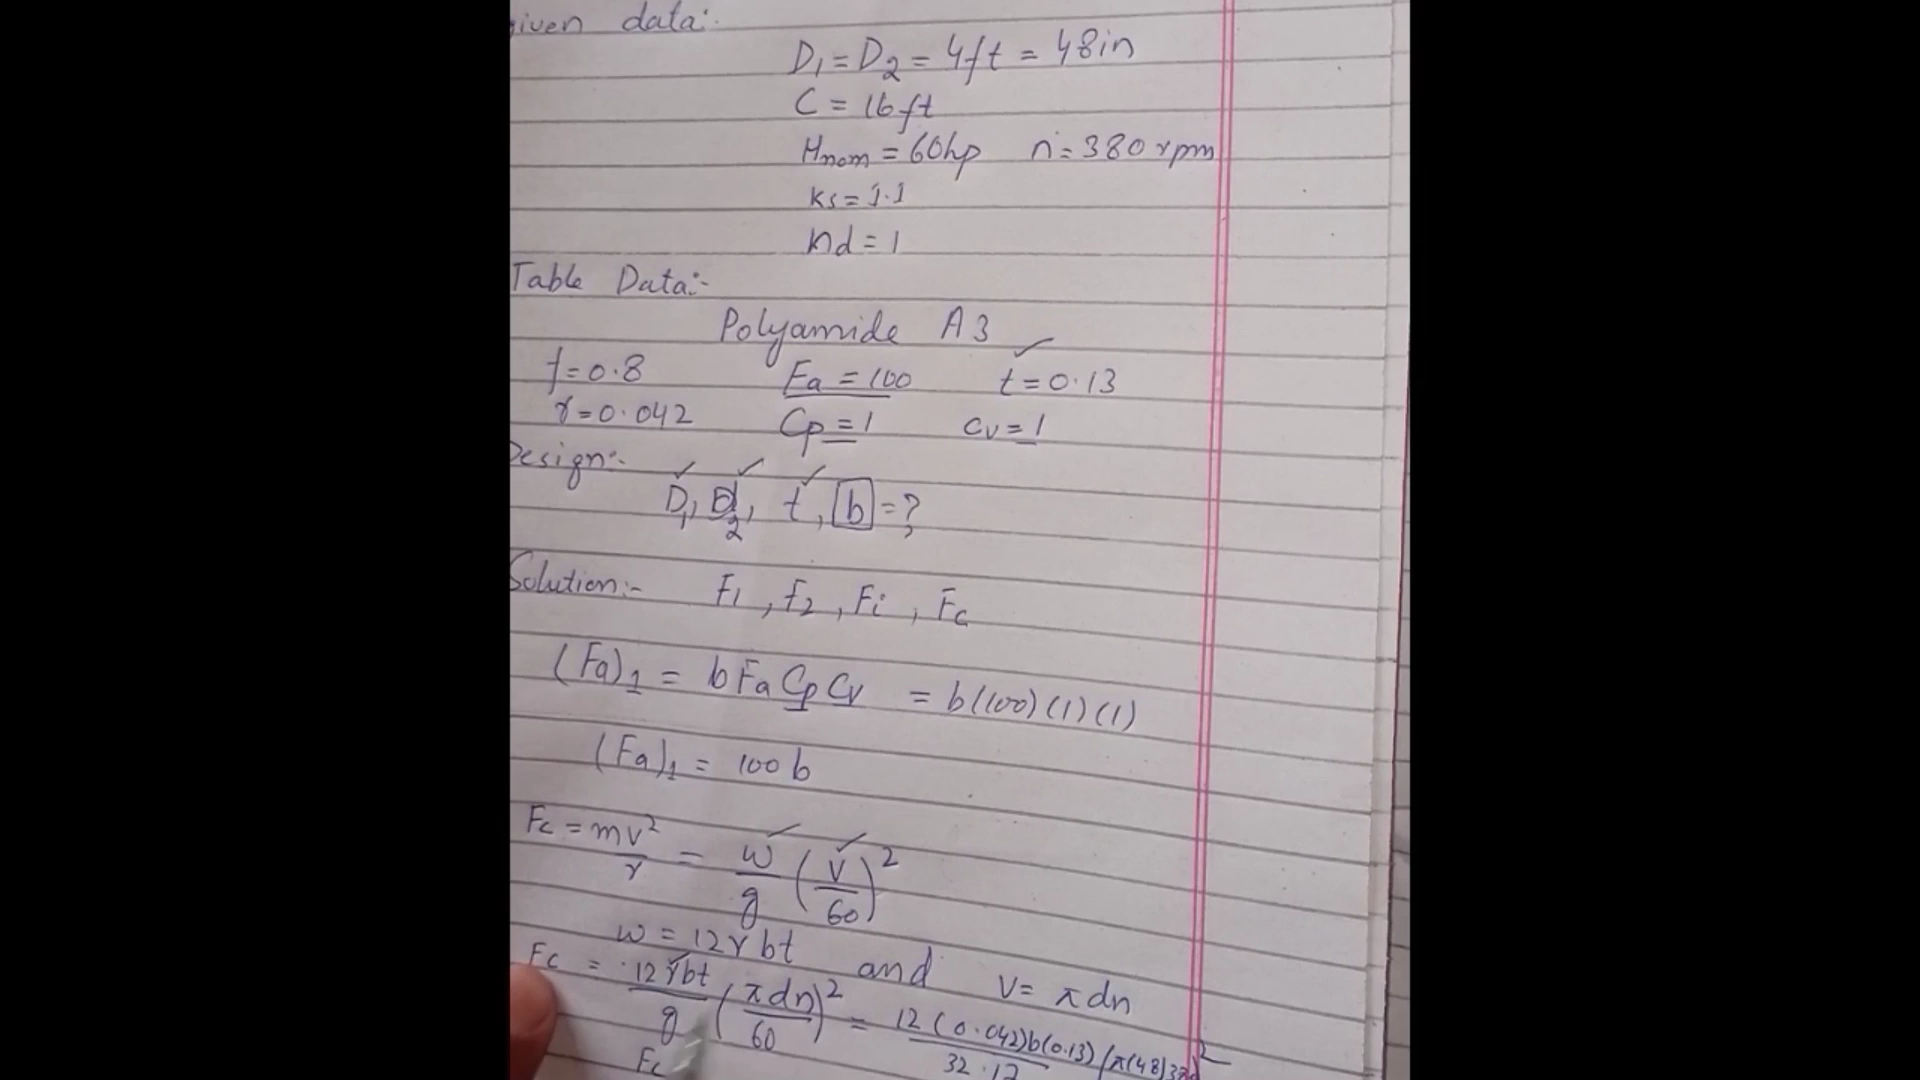 given data:
D₁ = D₂ = 4ft = 48in
C = 16ft
Hnom = 60hp n = 380 rpm
Ks = 1.1
nd = 1
Table Data:-
Polyamide A3
f = 0.8 Fa = 100 t = 0.13
γ = 0.042 Cp = 1 Cv = 1
Design:-
D₁, D₂, t, b = ?
Solution:- F₁, F₂, Fi, Fc
(Fa)₁ = b Fa Cp Cv = b(100)(1)(1)
(Fa)₁ = 100 b
Fc = mv²/r = w/g (V/60)²
w = 12γbt and V = πdn
Fc = 12γbt/g (πdn/60)² = 12(0.042)b(0.13)/32.17 (π(48)
Fc